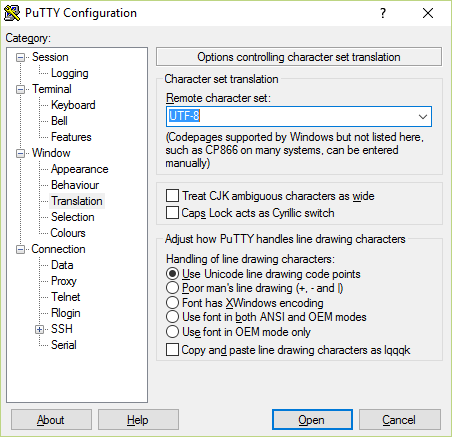 PuTTY Configuration
?
Category:
Session
Logging
Terminal
Keyboard
Bell
Features
Window
Appearance
Behaviour
Translation
Selection
Colours
Connection
Data
Proxy
Telnet
Rlogin
SSH
Serial
Options controlling character set translation
Character set translation
Remote character set:
UTF-8
(Codepages supported by Windows but not listed here,
such as CP866 on many systems, can be entered
manually)
Treat CJK ambiguous characters as wide
Caps Lock acts as Cyrillic switch
Adjust how PuTTY handles line drawing characters
Handling of line drawing characters:
Use Unicode line drawing code points
Poor man's line drawing (+, - and |)
Font has XWindows encoding
Use font in both ANSI and OEM modes
Use font in OEM mode only
Copy and paste line drawing characters as lqqqk
About
Help
Open
Cancel